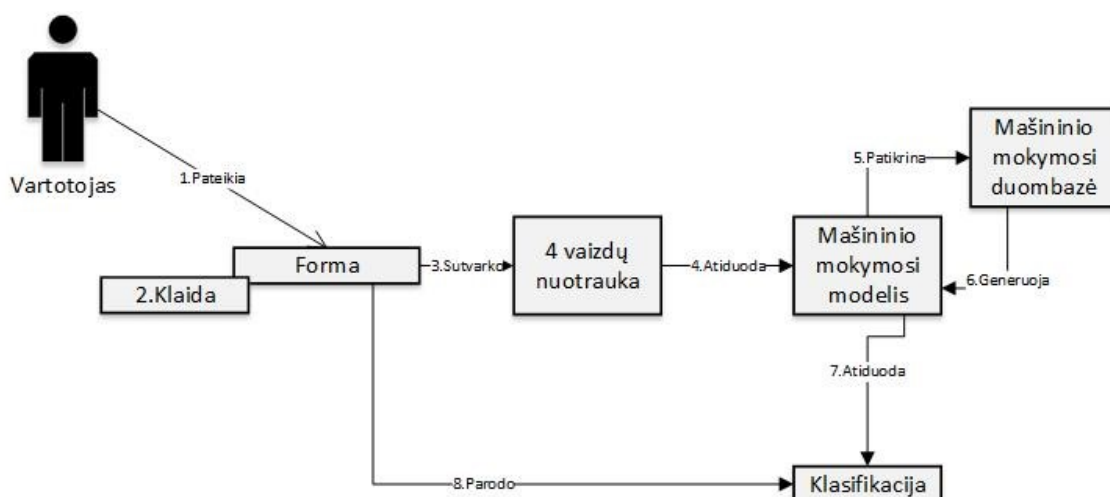 Vartotojas
1.Pateikia
Forma
2.Klaida
3.Sutvarko
4 vaizdų
nuotrauka
4.Atiduoda
Mašininio
mokymosi
modelis
5.Patikrina
Mašininio
mokymosi
duombazė
6.Generuoja
7.Atiduoda
8.Parodo
Klasifikacija